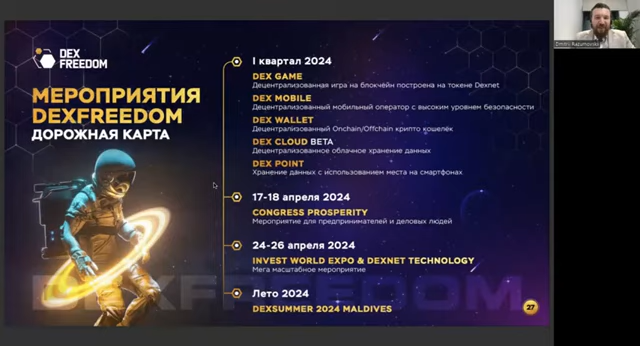 DEX
FREEDOM
МЕРОПРИЯТИЯ
DEXFREEDOM
ДОРОЖНАЯ КАРТА
I квартал 2024
DEX GAME
Децентрализованная игра на блокчейн построена на токене Dexnet
DEX MOBILE
Децентрализованный мобильный оператор с высоким уровнем безопасности
DEX WALLET
Децентрализованный Onchain/Offchain крипто кошелёк
DEX CLOUD BETA
Децентрализованное облачное хранение данных
DEX POINT
Хранение данных с использованием места на смартфонах
17-18 апреля 2024
CONGRESS PROSPERITY
Мероприятие для предпринимателей и деловых людей
24-26 апреля 2024
INVEST WORLD EXPO & DEXNET TECHNOLOGY
Мега масштабное мероприятие
Лето 2024
DEXSUMMER 2024 MALDIVES
DEXFREEDOM
27